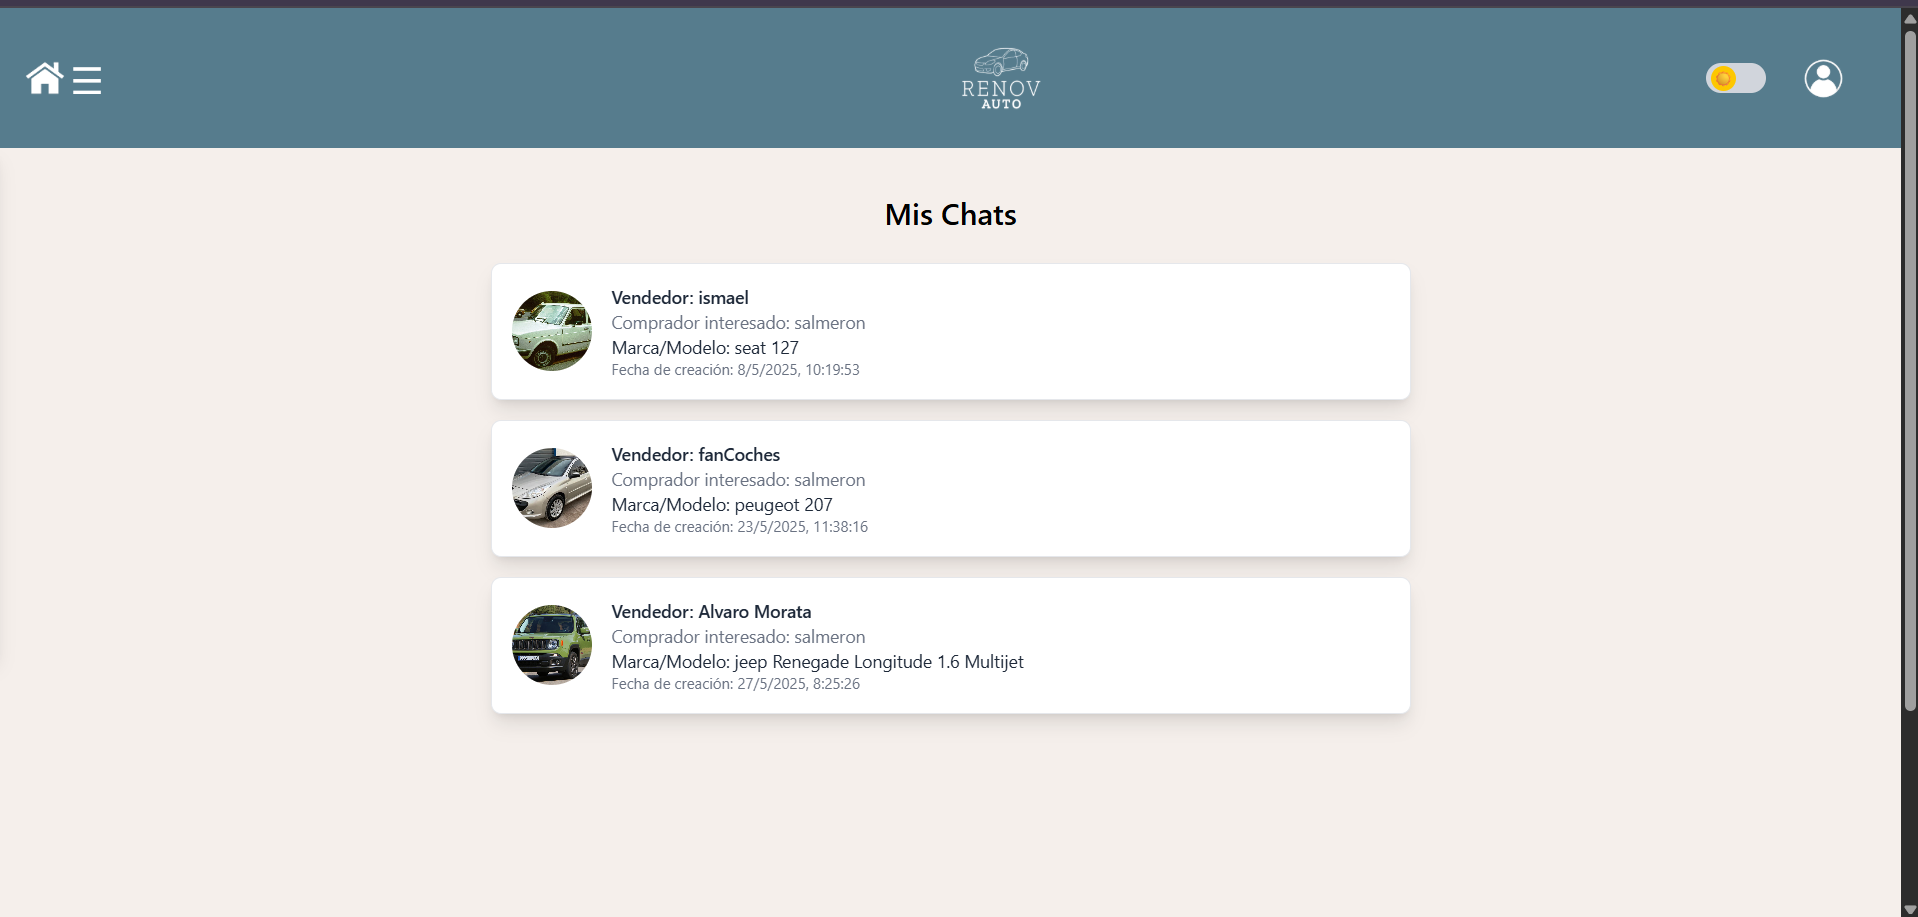 RENOV
AUTO
Mis Chats
Vendedor: ismael
Comprador interesado: salmeron
Marca/Modelo: seat 127
Fecha de creación: 8/5/2025, 10:19:53
Vendedor: fanCoches
Comprador interesado: salmeron
Marca/Modelo: peugeot 207
Fecha de creación: 23/5/2025, 11:38:16
Vendedor: Alvaro Morata
Comprador interesado: salmeron
Marca/Modelo: jeep Renegade Longitude 1.6 Multijet
Fecha de creación: 27/5/2025, 8:25:26